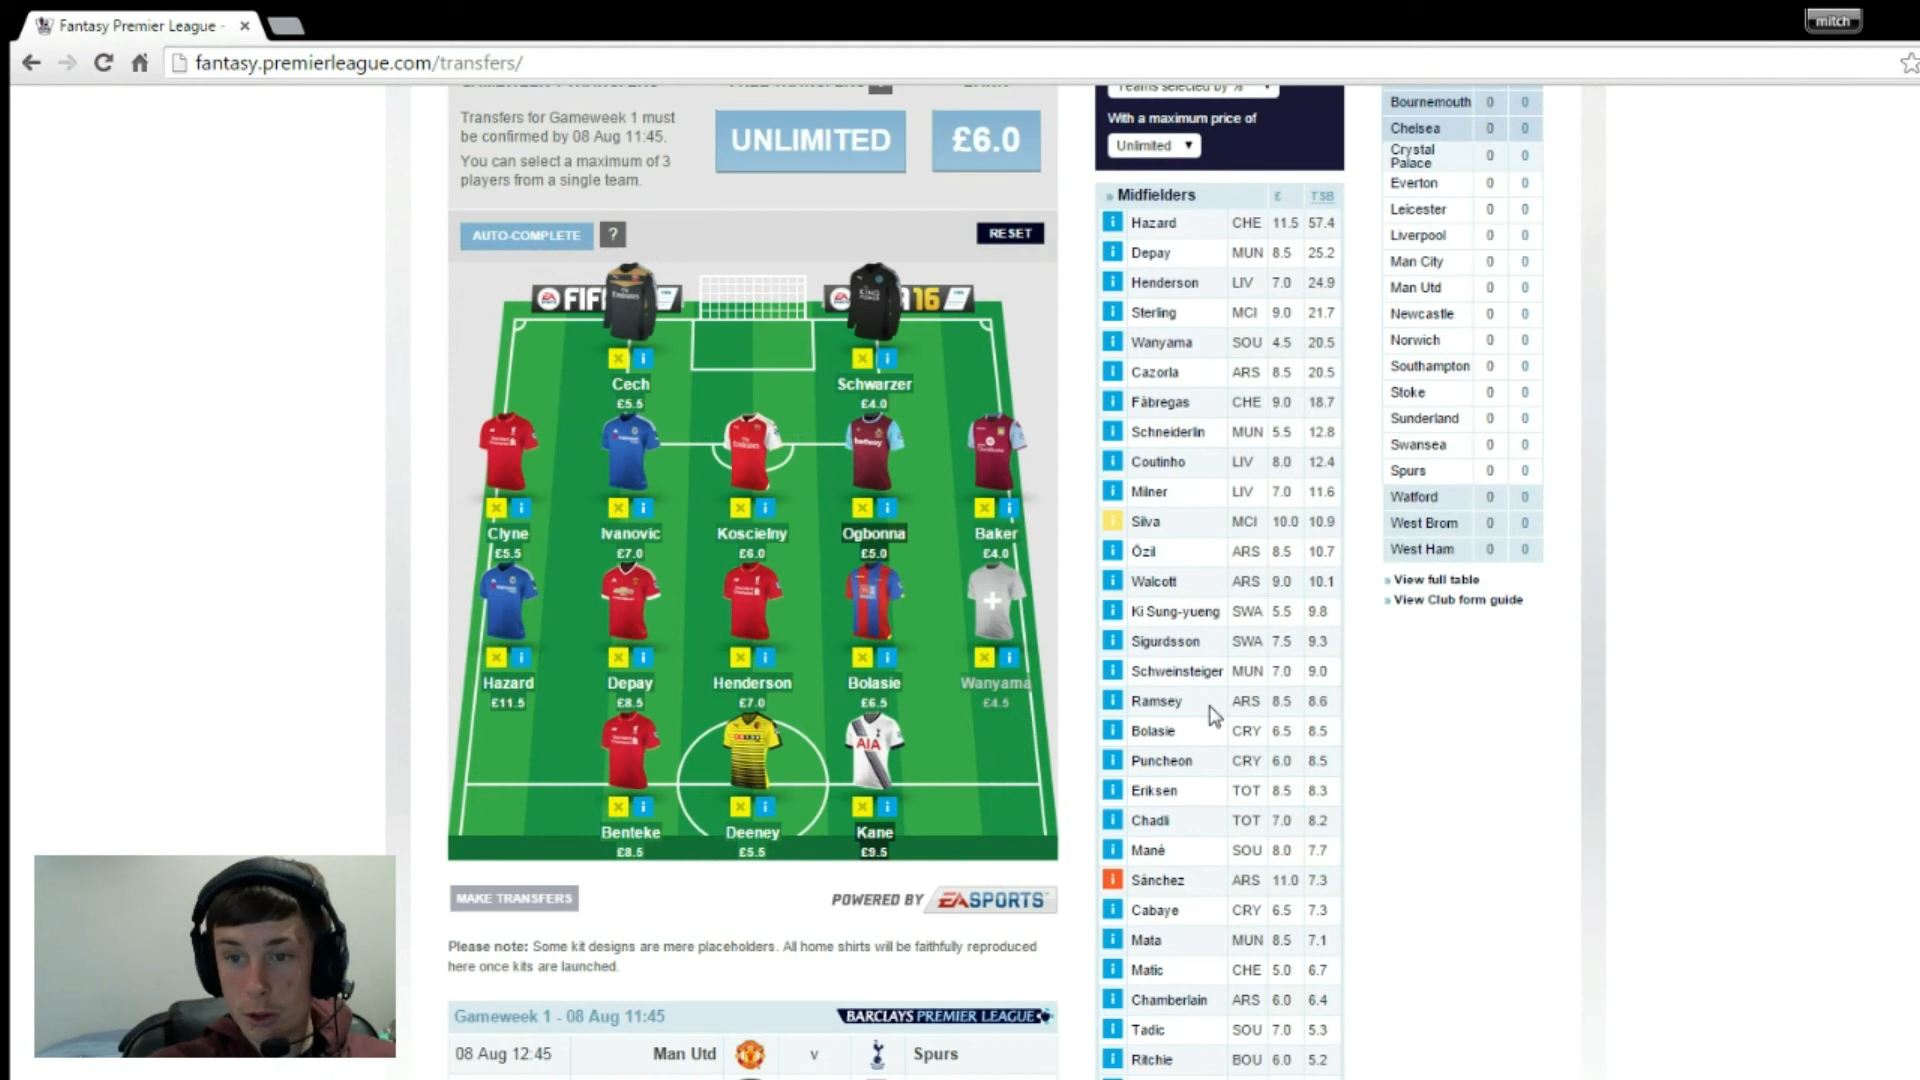 Fantasy Premier League -
mitch
fantasy.premierleague.com/transfers/
Transfers for Gameweek 1 must
be confirmed by 08 Aug 11:45.
You can select a maximum of 3
players from a single team.
UNLIMITED
£6.0
AUTO-COMPLETE
?
RESET
FIF
16
KING POWER
Cech
£5.5
Schwarzer
£4.0
betway
Clyne
£5.5
Ivanovic
£7.0
Koscielny
£6.0
Ogbonna
£5.0
Baker
£4.0
Hazard
£11.5
Depay
£8.5
Henderson
£7.0
Bolasie
£6.5
Wanyama
£4.5
AIA
Benteke
£8.5
Deeney
£5.5
Kane
£9.5
MAKE TRANSFERS
POWERED BY EA SPORTS
Please note: Some kit designs are mere placeholders. All home shirts will be faithfully reproduced
here once kits are launched.
Gameweek 1 - 08 Aug 11:45
BARCLAYS PREMIER LEAGUE
08 Aug 12:45 Man Utd v Spurs
Teams selected by %
With a maximum price of
Unlimited
» Midfielders £ TSB
Hazard CHE 11.5 57.4
Depay MUN 8.5 25.2
Henderson LIV 7.0 24.9
Sterling MCI 9.0 21.7
Wanyama SOU 4.5 20.5
Cazorla ARS 8.5 20.5
Fàbregas CHE 9.0 18.7
Schneiderlin MUN 5.5 12.8
Coutinho LIV 8.0 12.4
Milner LIV 7.0 11.6
Silva MCI 10.0 10.9
Özil ARS 8.5 10.7
Walcott ARS 9.0 10.1
Ki Sung-yueng SWA 5.5 9.8
Sigurdsson SWA 7.5 9.3
Schweinsteiger MUN 7.0 9.0
Ramsey ARS 8.5 8.6
Bolasie CRY 6.5 8.5
Puncheon CRY 6.0 8.5
Eriksen TOT 8.5 8.3
Chadli TOT 7.0 8.2
Mané SOU 8.0 7.7
Sánchez ARS 11.0 7.3
Cabaye CRY 6.5 7.3
Mata MUN 8.5 7.1
Matic CHE 5.0 6.7
Chamberlain ARS 6.0 6.4
Tadic SOU 7.0 5.3
Ritchie BOU 6.0 5.2
Bournemouth 0 0
Chelsea 0 0
Crystal
Palace 0 0
Everton 0 0
Leicester 0 0
Liverpool 0 0
Man City 0 0
Man Utd 0 0
Newcastle 0 0
Norwich 0 0
Southampton 0 0
Stoke 0 0
Sunderland 0 0
Swansea 0 0
Spurs 0 0
Watford 0 0
West Brom 0 0
West Ham 0 0
» View full table
» View Club form guide